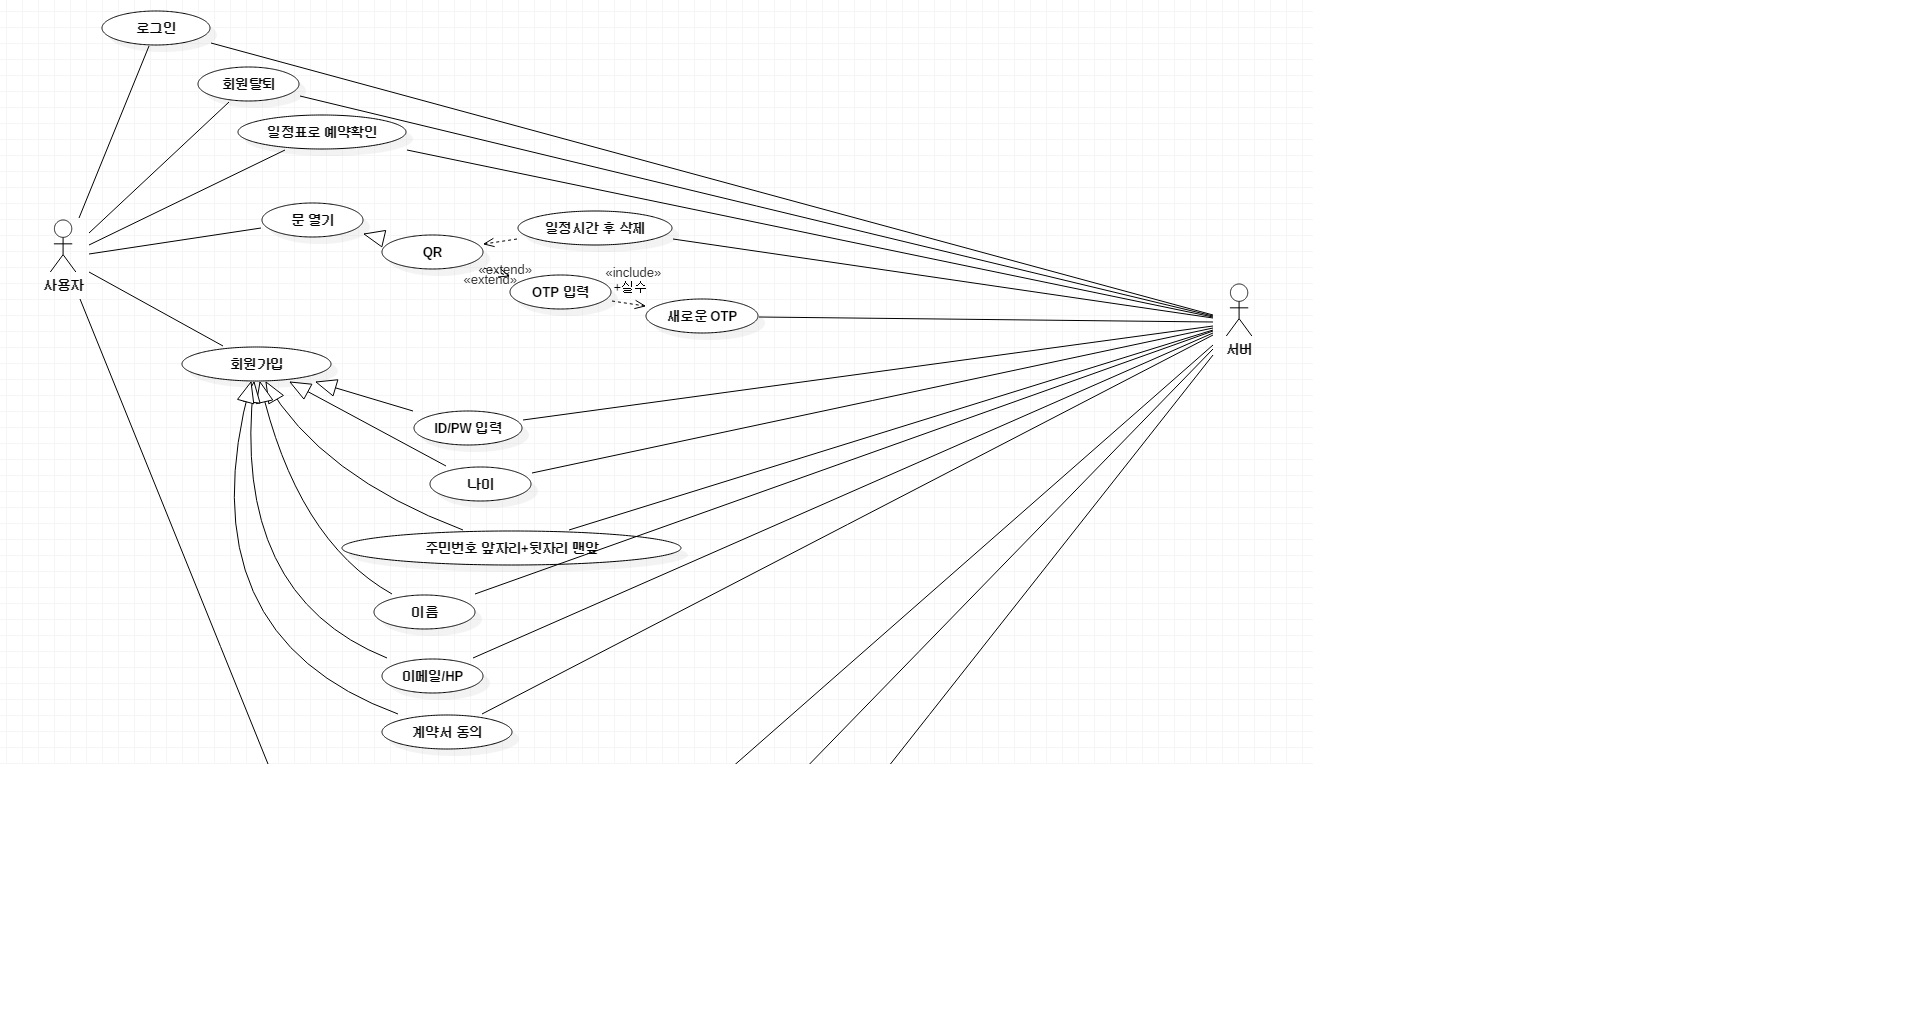 로그인
회원탈퇴
일정표로 예약확인
문 열기
일정시간 후 삭제
QR
«extend»
«extend»
«include»
+실수
OTP 입력
새로운 OTP
사용자
서버
회원가입
ID/PW 입력
나이
주민번호 앞자리+뒷자리 맨앞
이름
이메일/HP
계약서 동의